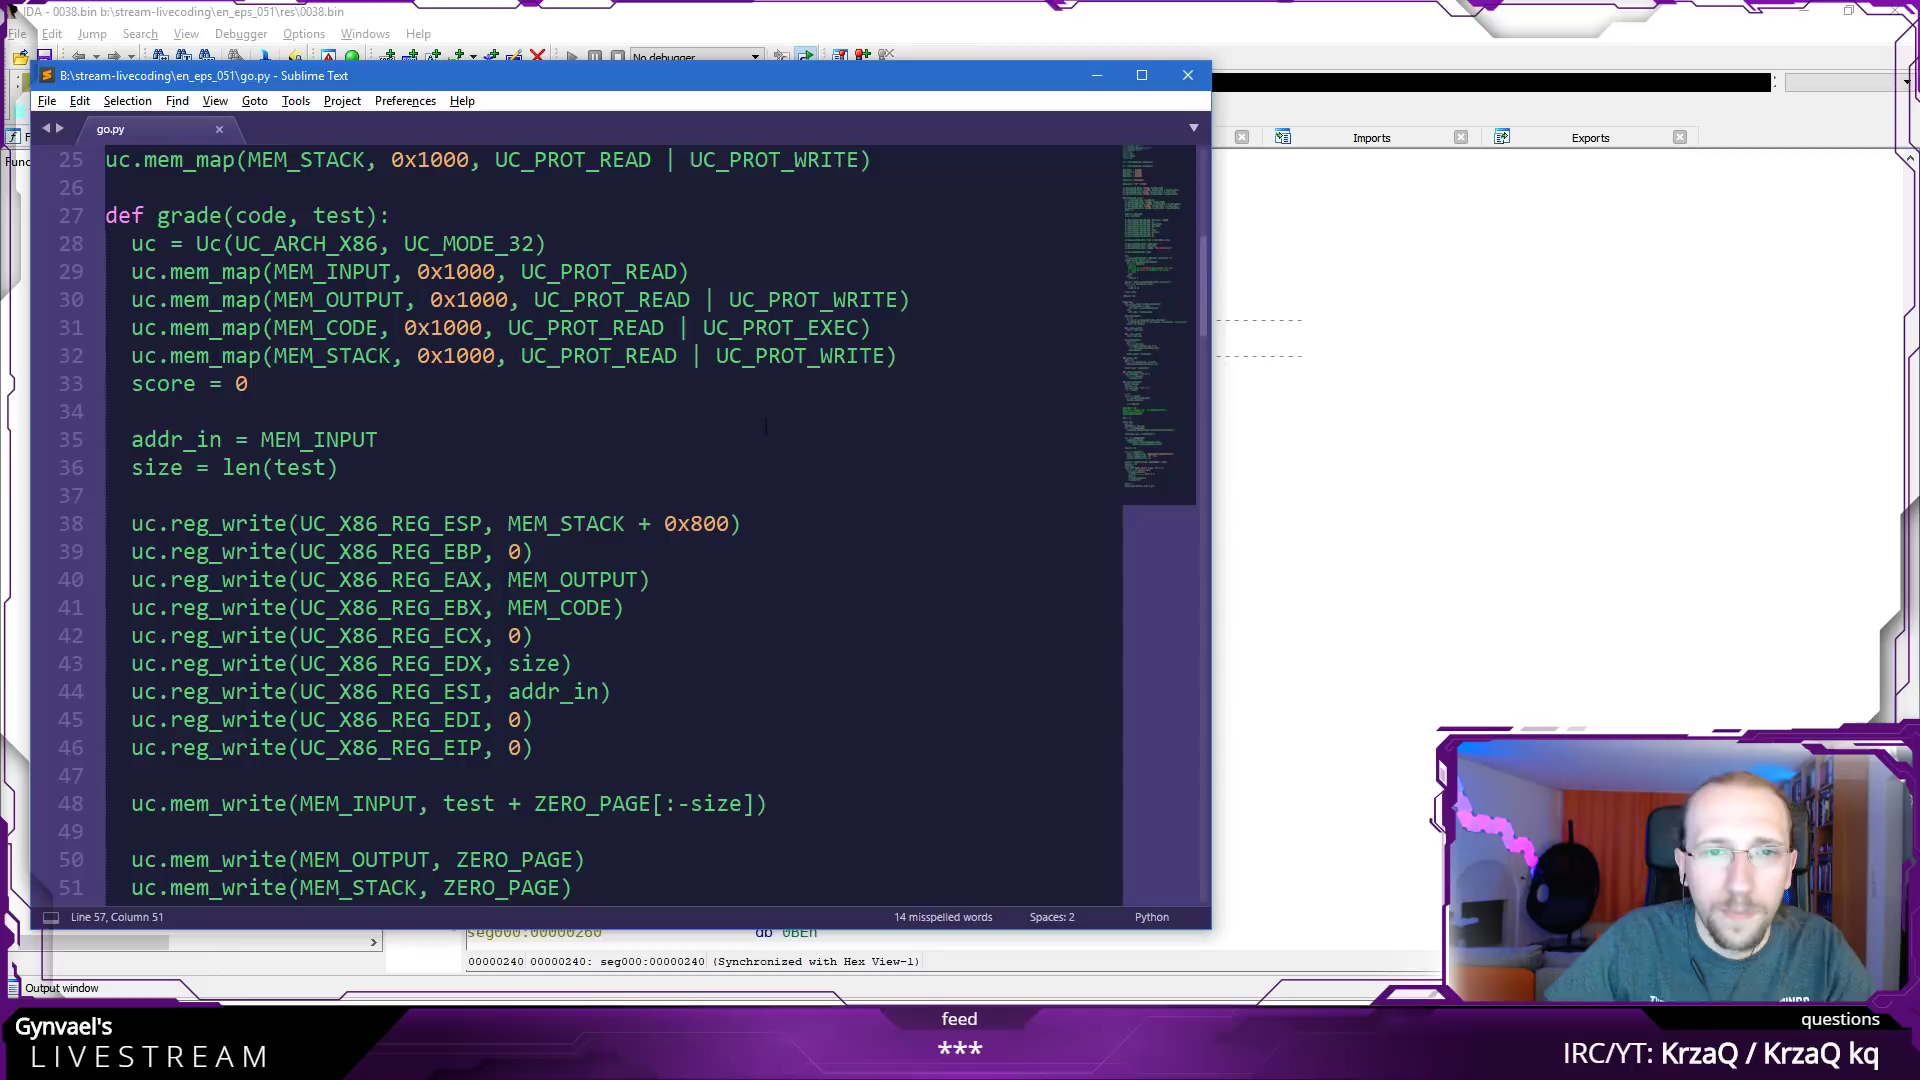 IDA - 0038.bin b:\stream-livecoding\en_eps_051\res\0038.bin
File Edit Jump Search View Debugger Options Windows Help
No debugger
B:\stream-livecoding\en_eps_051\go.py - Sublime Text
File Edit Selection Find View Goto Tools Project Preferences Help
go.py
Imports
Exports
Func
25 uc.mem_map(MEM_STACK, 0x1000, UC_PROT_READ | UC_PROT_WRITE)
26
27 def grade(code, test):
28 uc = Uc(UC_ARCH_X86, UC_MODE_32)
29 uc.mem_map(MEM_INPUT, 0x1000, UC_PROT_READ)
30 uc.mem_map(MEM_OUTPUT, 0x1000, UC_PROT_READ | UC_PROT_WRITE)
31 uc.mem_map(MEM_CODE, 0x1000, UC_PROT_READ | UC_PROT_EXEC)
32 uc.mem_map(MEM_STACK, 0x1000, UC_PROT_READ | UC_PROT_WRITE)
33 score = 0
34
35 addr_in = MEM_INPUT
36 size = len(test)
37
38 uc.reg_write(UC_X86_REG_ESP, MEM_STACK + 0x800)
39 uc.reg_write(UC_X86_REG_EBP, 0)
40 uc.reg_write(UC_X86_REG_EAX, MEM_OUTPUT)
41 uc.reg_write(UC_X86_REG_EBX, MEM_CODE)
42 uc.reg_write(UC_X86_REG_ECX, 0)
43 uc.reg_write(UC_X86_REG_EDX, size)
44 uc.reg_write(UC_X86_REG_ESI, addr_in)
45 uc.reg_write(UC_X86_REG_EDI, 0)
46 uc.reg_write(UC_X86_REG_EIP, 0)
47
48 uc.mem_write(MEM_INPUT, test + ZERO_PAGE[:-size])
49
50 uc.mem_write(MEM_OUTPUT, ZERO_PAGE)
51 uc.mem_write(MEM_STACK, ZERO_PAGE)
Line 57, Column 51
14 misspelled words
Spaces: 2
Python
seg000:00000260 db 0BEh
00000240 00000240: seg000:00000240 (Synchronized with Hex View-1)
Output window
Gynvael's
LIVESTREAM
feed
***
questions
IRC/YT: KrzaQ / KrzaQ kq